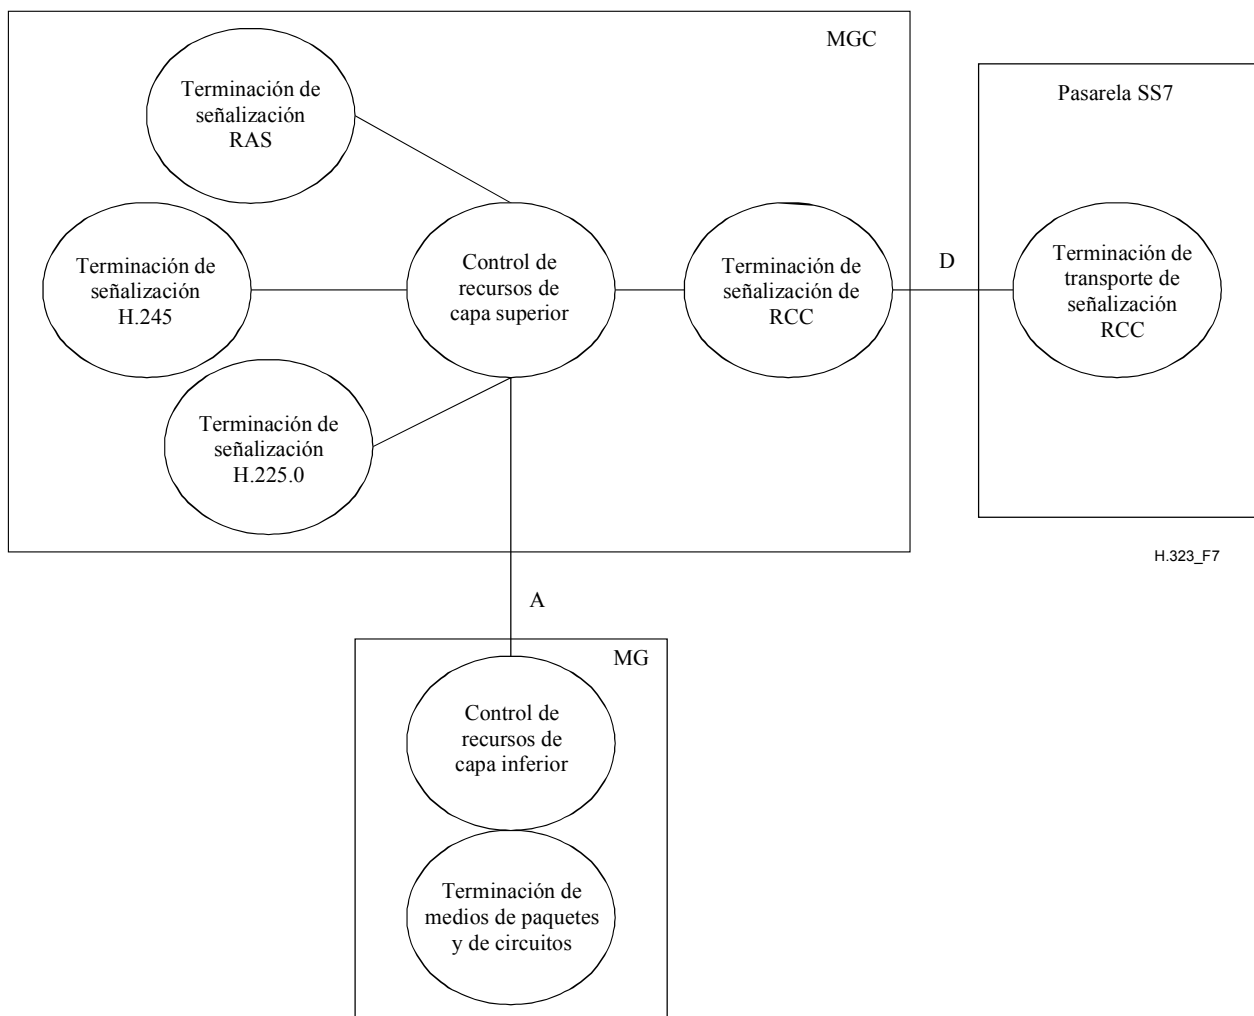 MGC
Terminación de
señalización
RAS
Pasarela SS7
Terminación de
señalización
H.245
Control de
recursos de
capa superior
Terminación de
señalización de
RCC
D
Terminación de
transporte de
señalización
RCC
Terminación de
señalización
H.225.0
H.323_F7
A
MG
Control de
recursos de
capa inferior
Terminación de
medios de paquetes
y de circuitos